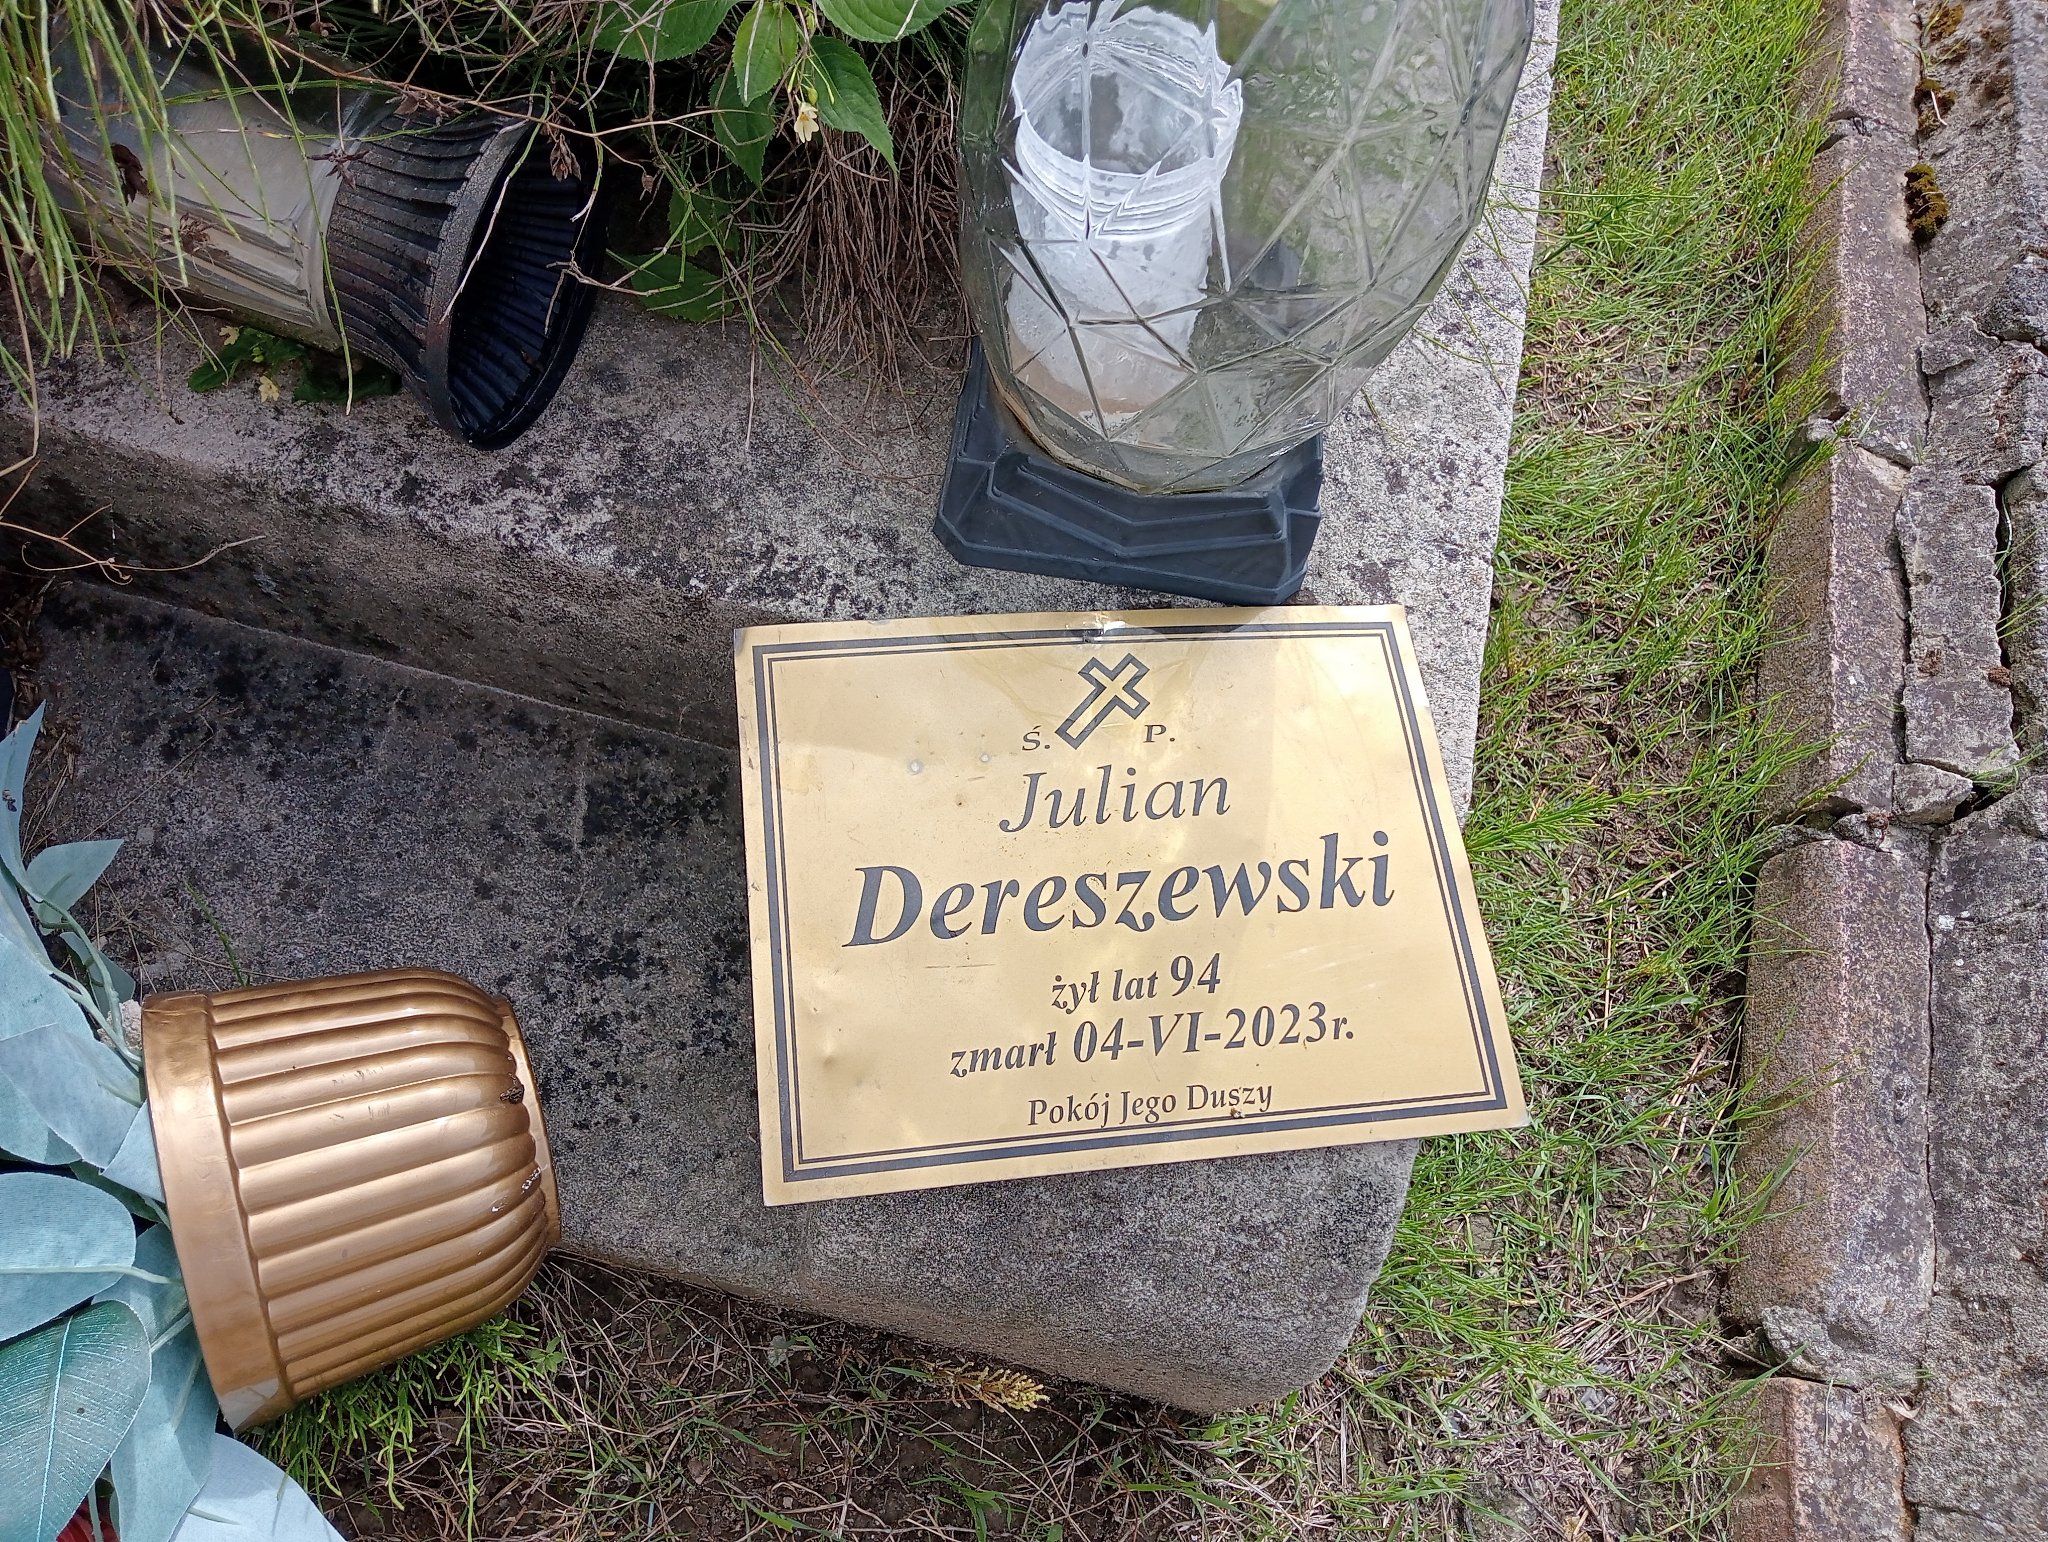 Ś. P.
Julian
Dereszewski
żył lat 94
zmarł 04-VI-2023r.
Pokój Jego Duszy